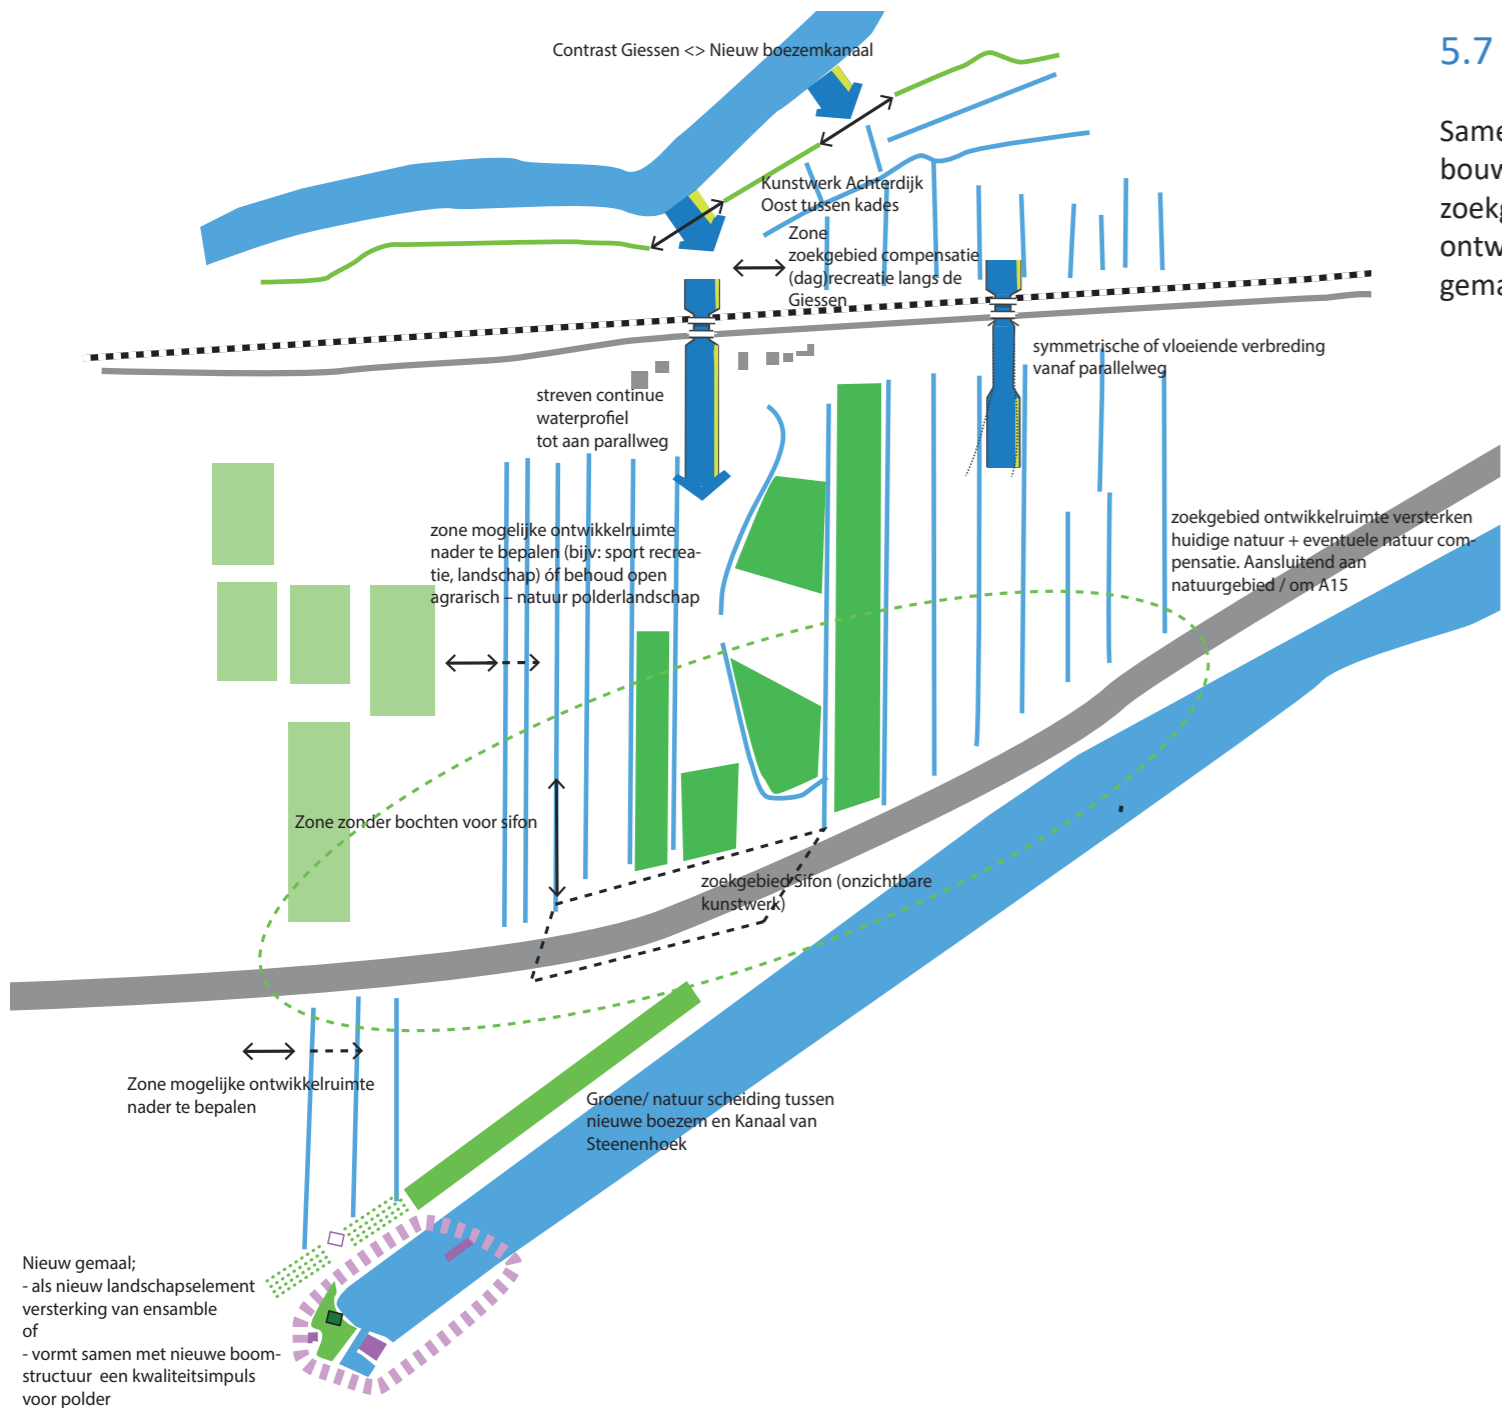 Contrast Giessen <> Nieuw boezemkanaal
Kunstwerk Achterdijk
Oost tussen kades
Zone
zoekgebied compensatie
(dag)recreatie langs de
Giessen
symmetrische of vloeiende verbreding
vanaf parallelweg
streven continue
waterprofiel
tot aan parallweg
zone mogelijke ontwikkelruimte
nader te bepalen (bijv: sport recrea-
tie, landschap) óf behoud open
agrarisch – natuur polderlandschap
zoekgebied ontwikkelruimte versterken
huidige natuur + eventuele natuur com-
pensatie. Aansluitend aan
natuurgebied / om A15
Zone zonder bochten voor sifon
zoekgebied Sifon (onzichtbare
kunstwerk)
Zone mogelijke ontwikkelruimte
nader te bepalen
Groene/ natuur scheiding tussen
nieuwe boezem en Kanaal van
Steenenhoek
Nieuw gemaal;
- als nieuw landschapselement
versterking van ensamble
of
- vormt samen met nieuwe boom-
structuur een kwaliteitsimpuls
voor polder
5.7
Same
bouw
zoekg
ontw
gema